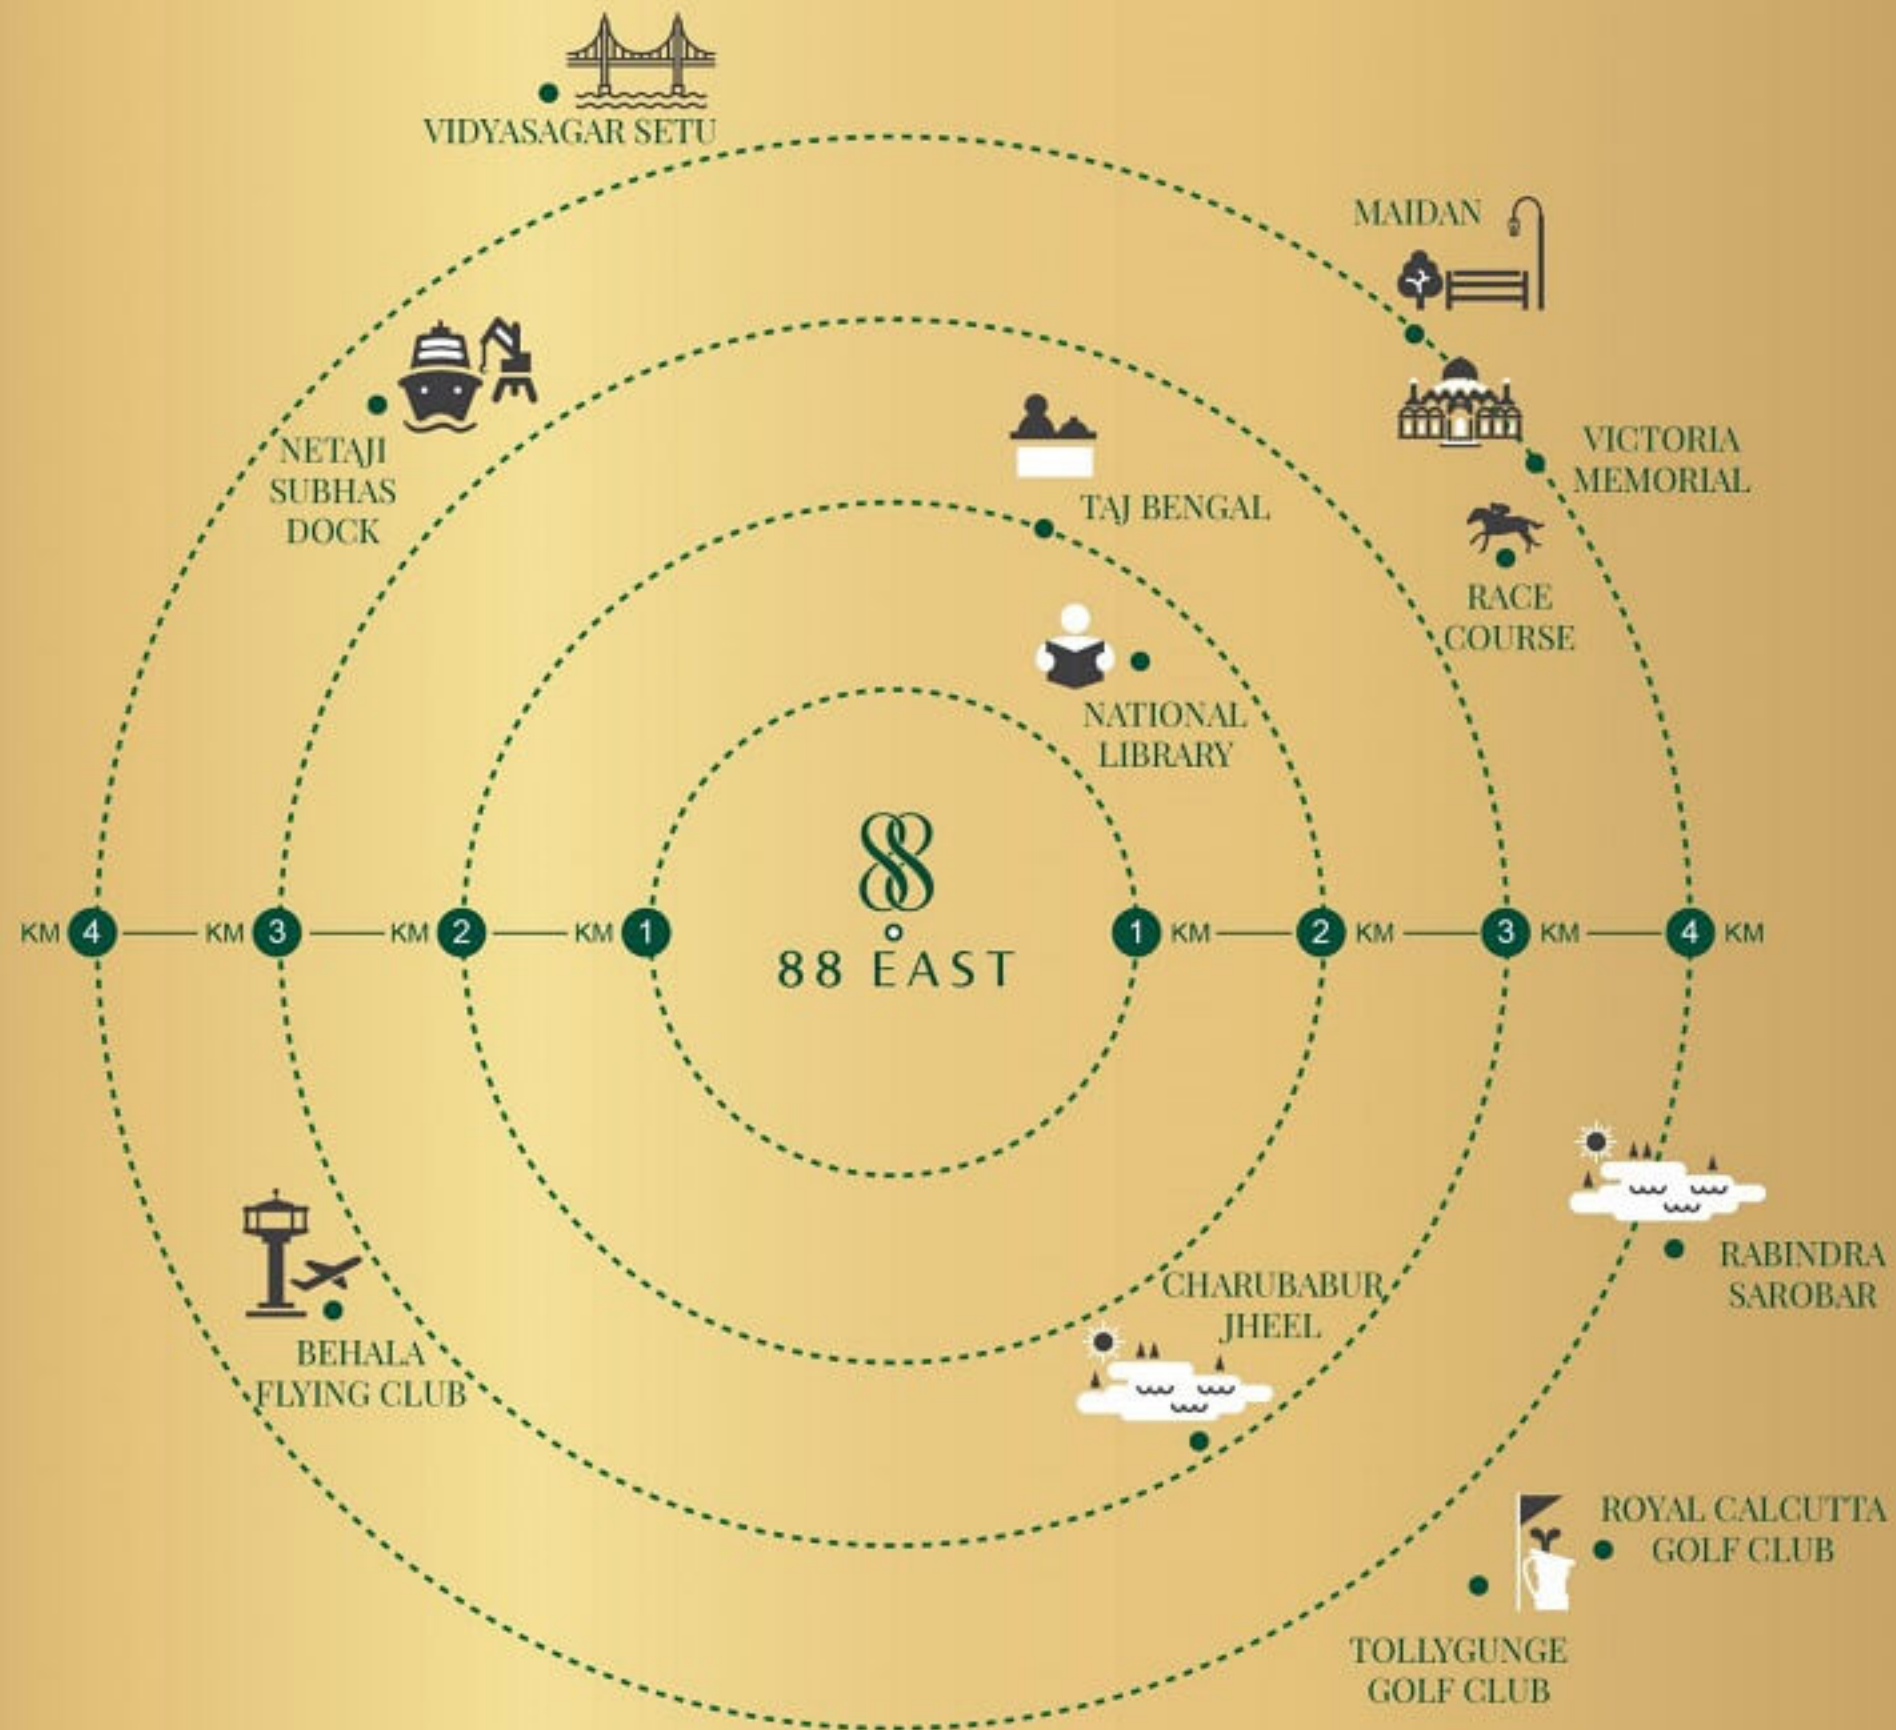 VIDYASAGAR SETU
MAIDAN
NETAJI
SUBHAS
DOCK
VICTORIA
MEMORIAL
TAJ BENGAL
RACE
COURSE
NATIONAL
LIBRARY
88
KM 4 KM 3 KM 2 KM 1 1 KM 2 KM 3 KM 4 KM
88 EAST
RABINDRA
SAROBAR
CHARUBABUR
JHEEL
BEHALA
FLYING CLUB
ROYAL CALCUTTA
GOLF CLUB
TOLLYGUNGE
GOLF CLUB